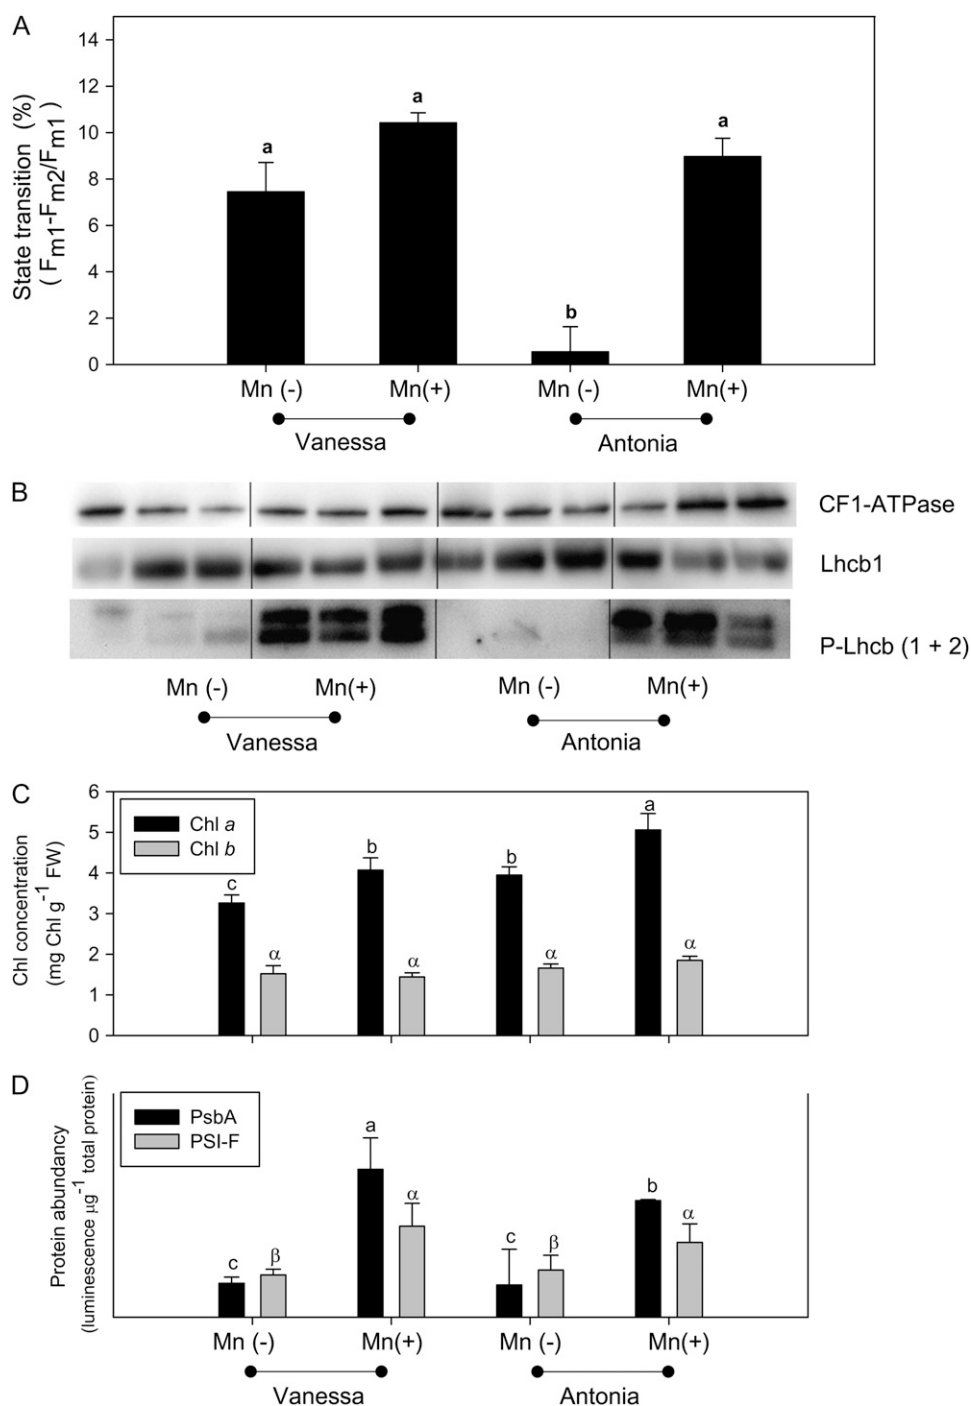 A
State transition (%)
( Fm1-Fm2/Fm1)
14
12
10
8
6
4
2
0
a
a
b
a
Mn (-)
Mn(+)
Mn (-)
Mn(+)
Vanessa
Antonia
B
CF1-ATPase
Lhcb1
P-Lhcb (1 + 2)
Mn (-)
Mn(+)
Mn (-)
Mn(+)
Vanessa
Antonia
C
Chl concentration
(mg Chl g-1 FW)
6
5
4
3
2
1
0
Chl a
Chl b
c
α
b
α
b
α
a
α
D
Protein abundancy
(luminescence μg-1 total protein)
PsbA
PSI-F
c
β
a
α
c
β
b
α
Mn (-)
Mn(+)
Mn (-)
Mn(+)
Vanessa
Antonia